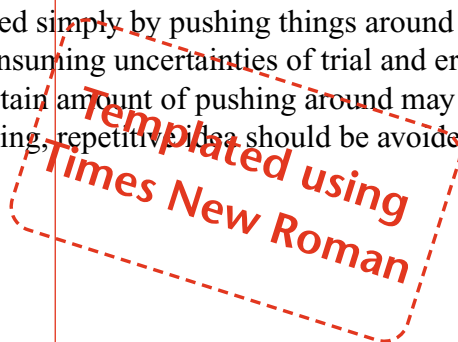 ed simply by pushing things around
nsuming uncertainties of trial and er
tain amount of pushing around may
ing, repetitive idea should be avoide
Templated using
Times New Roman